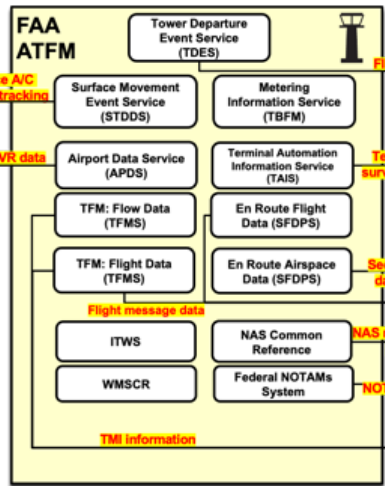 FAA
ATFM
Tower Departure
Event Service
(TDES)
Surface Movement
Event Service
(STDDS)
Metering
Information Service
(TBFM)
A/C
tracking
Airport Data Service
(APDS)
Terminal Automation
Information Service
(TAIS)
VR data
TFM: Flow Data
(TFMS)
En Route Flight
Data (SFDPS)
TFM: Flight Data
(TFMS)
En Route Airspace
Data (SFDPS)
Flight message data
ITWS
NAS Common
Reference
NAS
WMSCR
Federal NOTAMs
System
TMI information